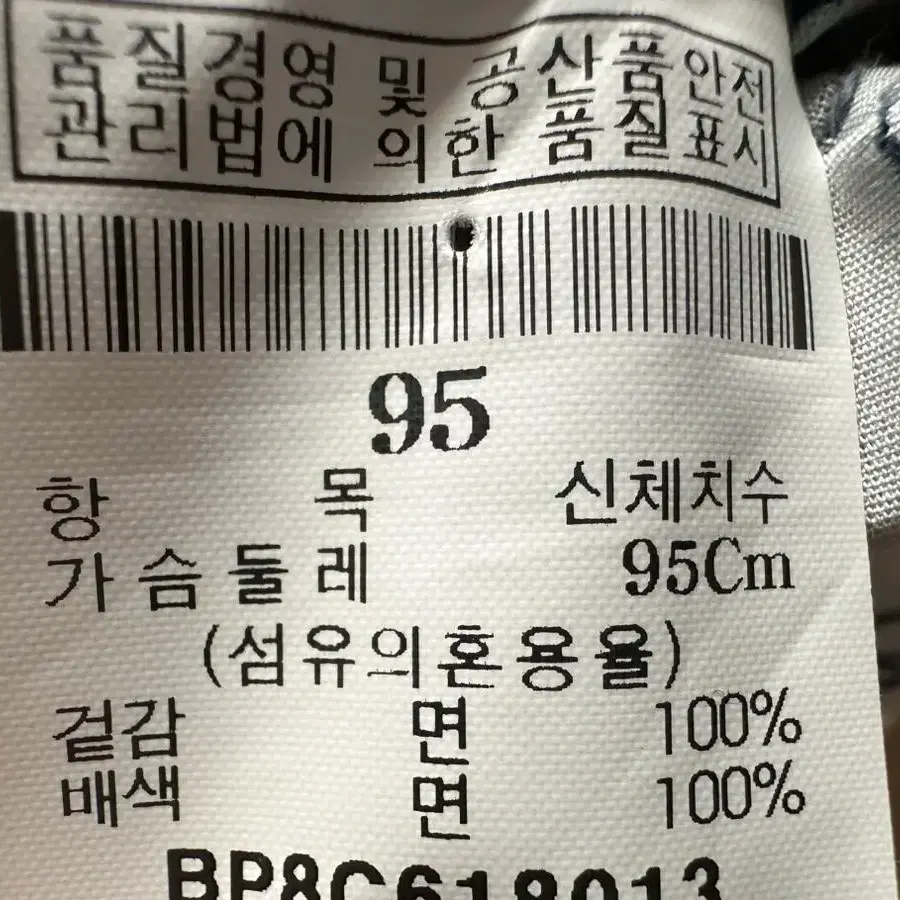 품질경영 및 공산품안전
관리법에 의한 품질표시
95
항 목 신체치수
가슴둘레 95Cm
(섬유의혼용율)
겉감 면 100%
배색 면 100%